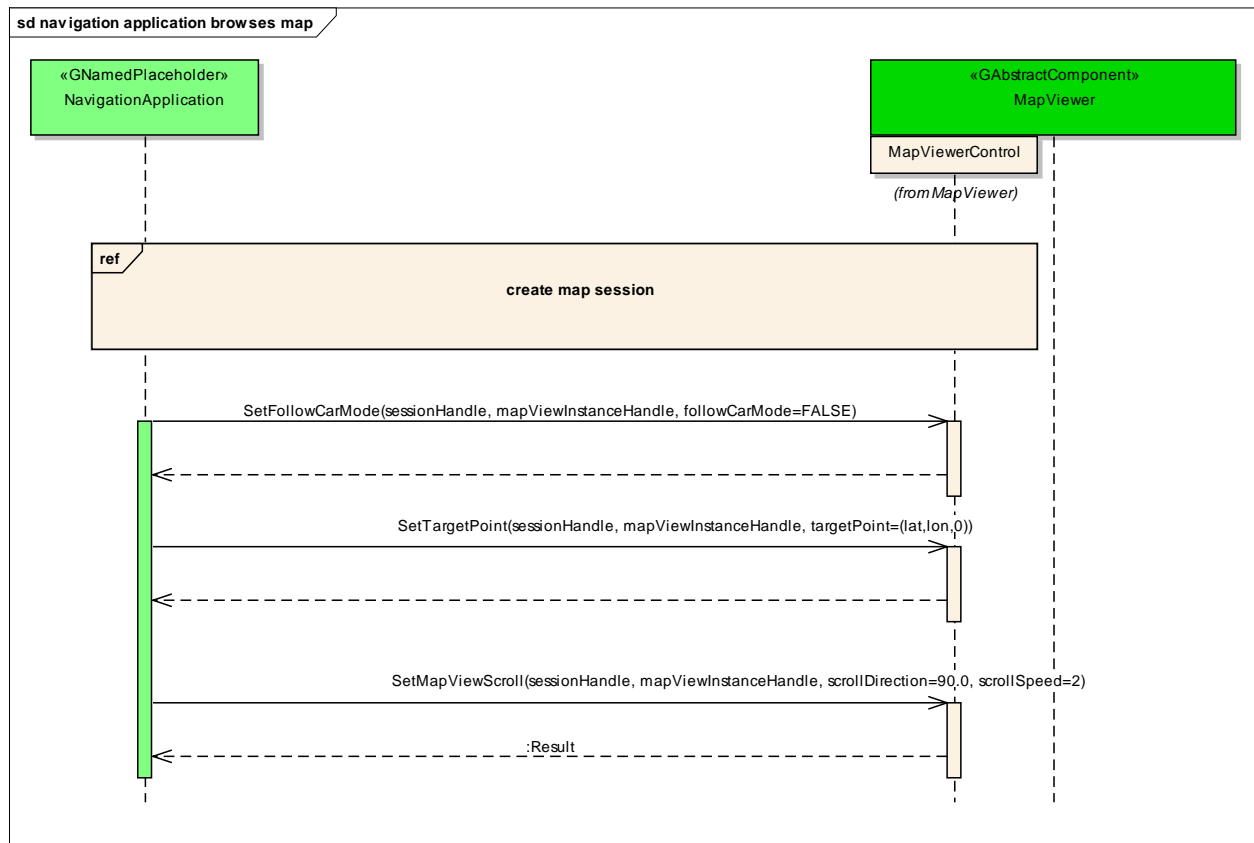 sd navigation application browses map
«GNamedPlaceholder»
NavigationApplication
«GAbstractComponent»
MapViewer
MapViewerControl
(from MapViewer)
ref
create map session
SetFollowCarMode(sessionHandle, mapViewInstanceHandle, followCarMode=FALSE)
SetTargetPoint(sessionHandle, mapViewInstanceHandle, targetPoint=(lat,lon,0))
SetMapViewScroll(sessionHandle, mapViewInstanceHandle, scrollDirection=90.0, scrollSpeed=2)
:Result